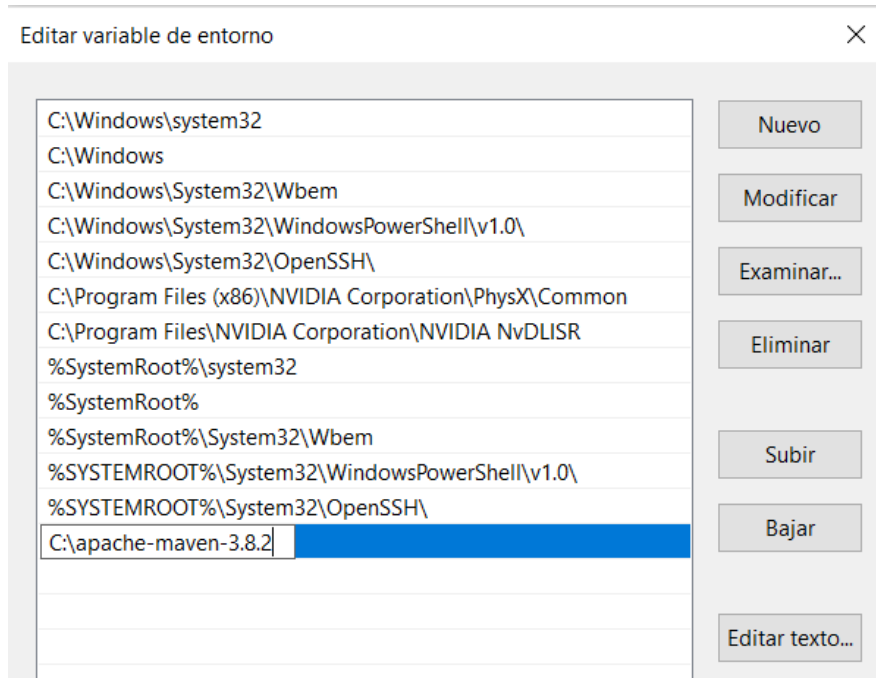 Editar variable de entorno
C:\Windows\system32
C:\Windows
C:\Windows\System32\Wbem
C:\Windows\System32\WindowsPowerShell\v1.0\
C:\Windows\System32\OpenSSH\
C:\Program Files (x86)\NVIDIA Corporation\PhysX\Common
C:\Program Files\NVIDIA Corporation\NVIDIA NvDLISR
%SystemRoot%\system32
%SystemRoot%
%SystemRoot%\System32\Wbem
%SYSTEMROOT%\System32\WindowsPowerShell\v1.0\
%SYSTEMROOT%\System32\OpenSSH\
C:\apache-maven-3.8.2
Nuevo
Modificar
Examinar...
Eliminar
Subir
Bajar
Editar texto...